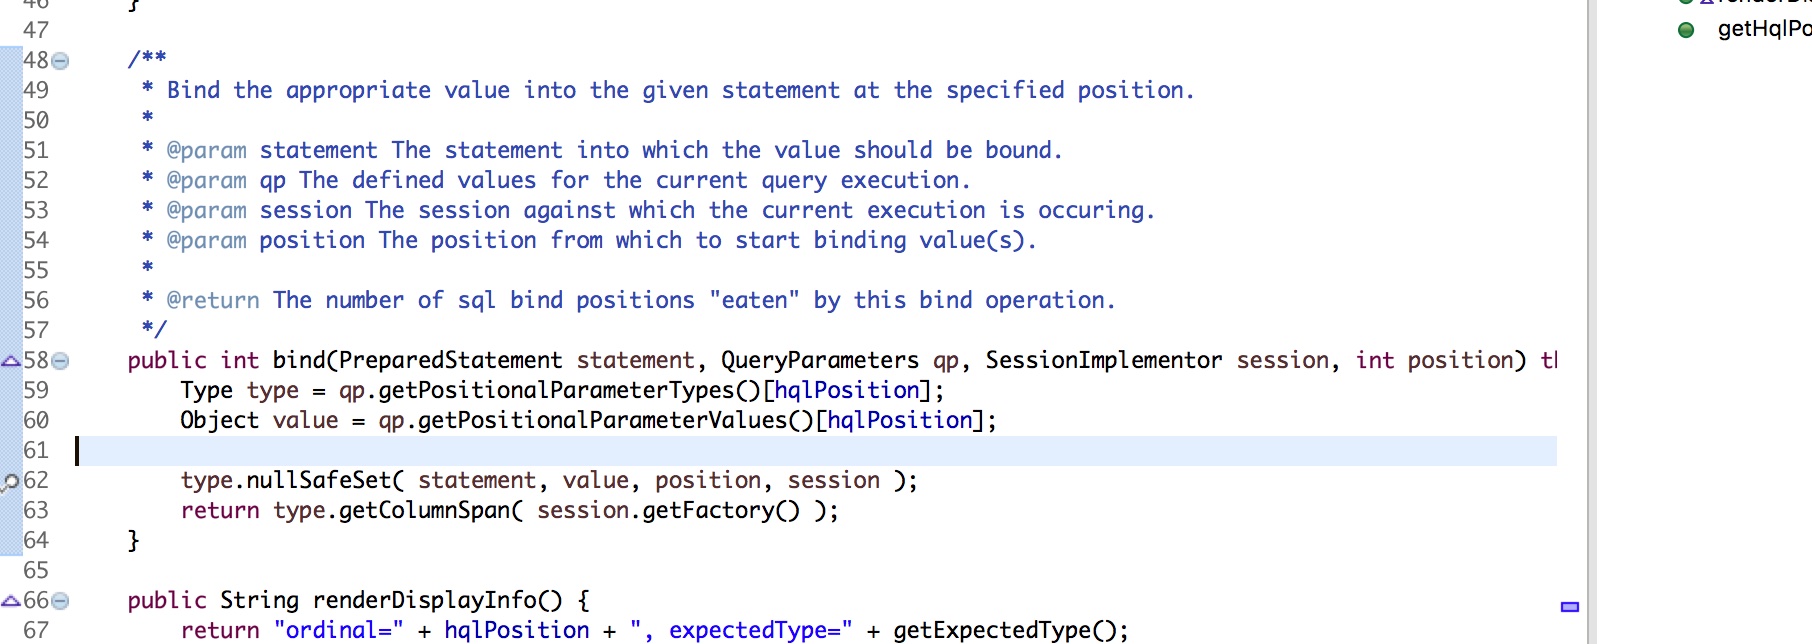 46 }
47
48 /**
49 * Bind the appropriate value into the given statement at the specified position.
50 *
51 * @param statement The statement into which the value should be bound.
52 * @param qp The defined values for the current query execution.
53 * @param session The session against which the current execution is occuring.
54 * @param position The position from which to start binding value(s).
55 *
56 * @return The number of sql bind positions "eaten" by this bind operation.
57 */
58 public int bind(PreparedStatement statement, QueryParameters qp, SessionImplementor session, int position) th
59 Type type = qp.getPositionalParameterTypes()[hqlPosition];
60 Object value = qp.getPositionalParameterValues()[hqlPosition];
61
62 type.nullSafeSet( statement, value, position, session );
63 return type.getColumnSpan( session.getFactory() );
64 }
65
66 public String renderDisplayInfo() {
67 return "ordinal=" + hqlPosition + ", expectedType=" + getExpectedType();
renderDis
getHqlPo